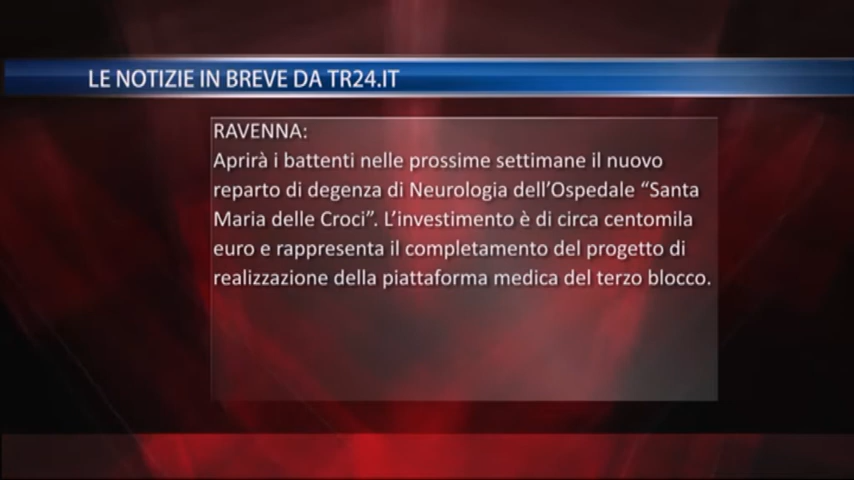 LE NOTIZIE IN BREVE DA TR24.IT
RAVENNA:
Aprirà i battenti nelle prossime settimane il nuovo
reparto di degenza di Neurologia dell'Ospedale “Santa
Maria delle Croci”. L'investimento è di circa centomila
euro e rappresenta il completamento del progetto di
realizzazione della piattaforma medica del terzo blocco.